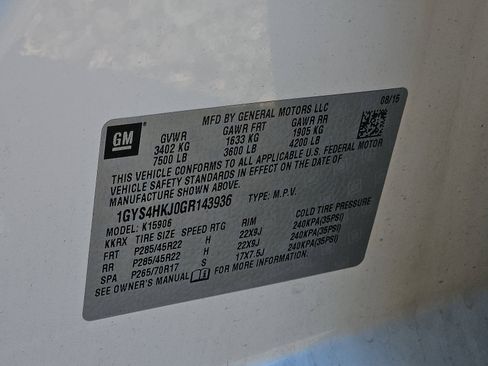 GM
MFD BY GENERAL MOTORS LLC
08/15
GVWR GAWR FRT GAWR RR
3402 KG 1633 KG 1905 KG
7500 LB 3600 LB 4200 LB
THIS VEHICLE CONFORMS TO ALL APPLICABLE U.S. FEDERAL MOTOR
VEHICLE SAFETY STANDARDS IN EFFECT ON THE DATE OF
MANUFACTURE SHOWN ABOVE.
1GYS4HKJ0GR143936 TYPE: M.P.V.
MODEL: K15906
KKRX TIRE SIZE SPEED RTG RIM COLD TIRE PRESSURE
FRT P285/45R22 H 22X9J 240KPA(35PSI)
RR P285/45R22 H 22X9J 240KPA(35PSI)
SPA P265/70R17 S 17X7.5J 240KPA(35PSI)
SEE OWNER'S MANUAL FOR MORE INFORMATION.